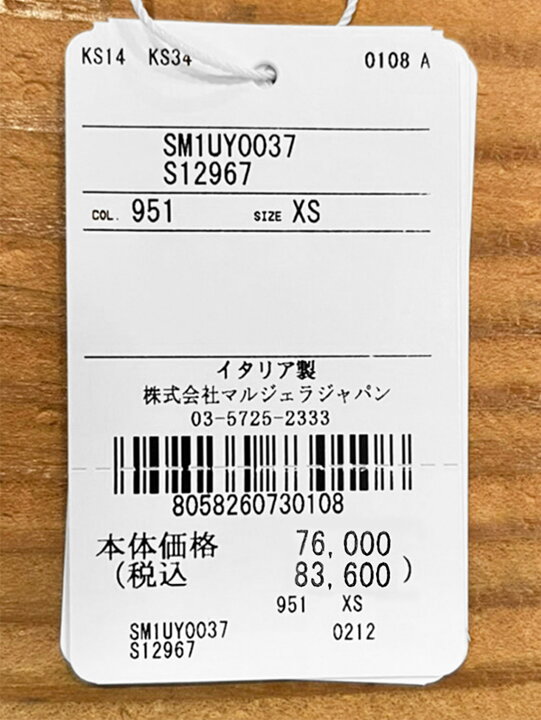 KS14 KS34 0108 A
SM1UY0037
S12967
COL. 951 SIZE XS
イタリア製
株式会社マルジェラジャパン
03-5725-2333
8058260730108
本体価格 76,000
(税込 83,600)
951 XS
SM1UY0037 0212
S12967